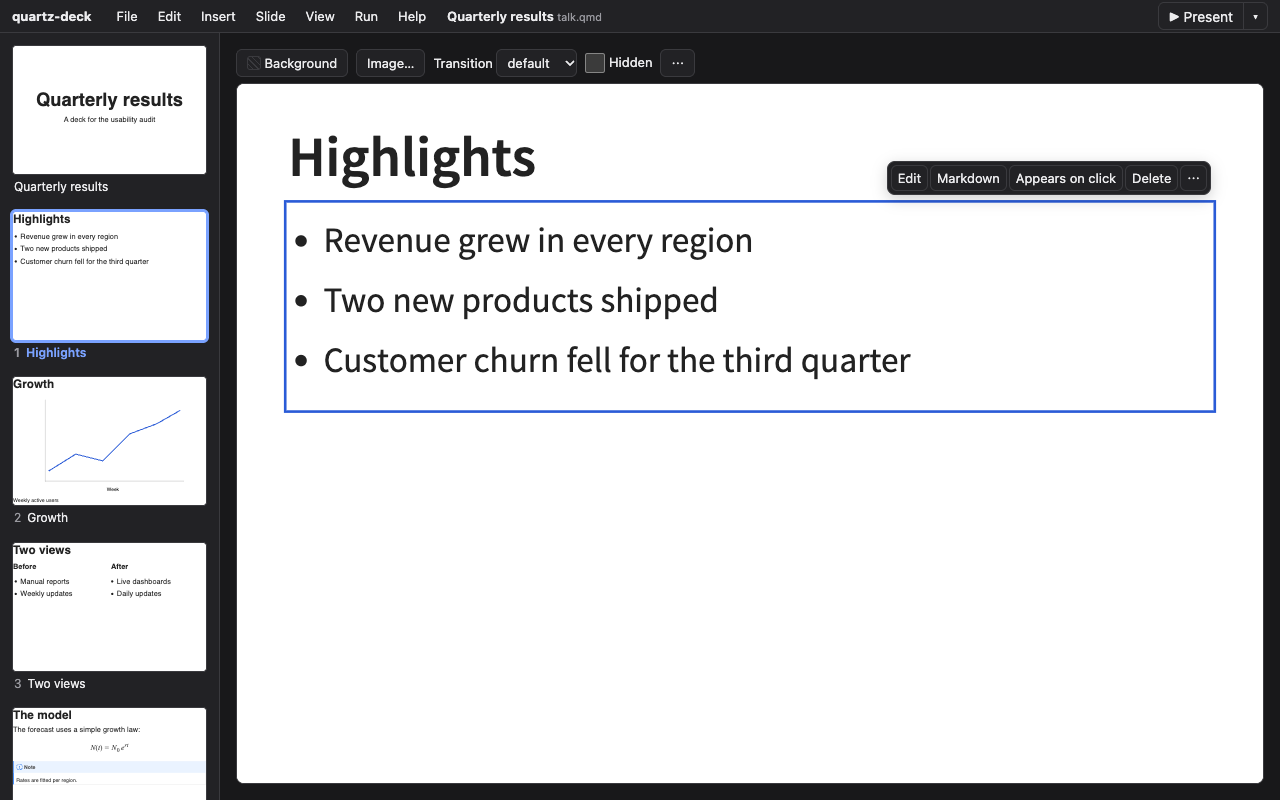 quartz-deck File Edit Insert Slide View Run Help Quarterly results talk.qmd ▶ Present ▾
Quarterly results
A deck for the usability audit
Quarterly results
Highlights
• Revenue grew in every region
• Two new products shipped
• Customer churn fell for the third quarter
1 Highlights
Growth
Week
Weekly active users
2 Growth
Two views
Before After
• Manual reports • Live dashboards
• Weekly updates • Daily updates
3 Two views
The model
The forecast uses a simple growth law:
N(t) = N₀ eʳᵗ
Note
Rates are fitted per region.
Background Image... Transition default Hidden ···
Highlights
Edit Markdown Appears on click Delete ···
• Revenue grew in every region
• Two new products shipped
• Customer churn fell for the third quarter